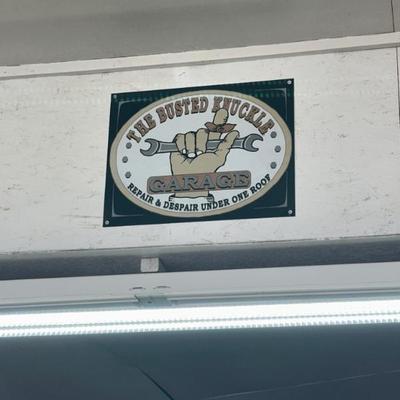 THE BUSTED KNUCKLE
GARAGE
REPAIR & DESPAIR UNDER ONE ROOF